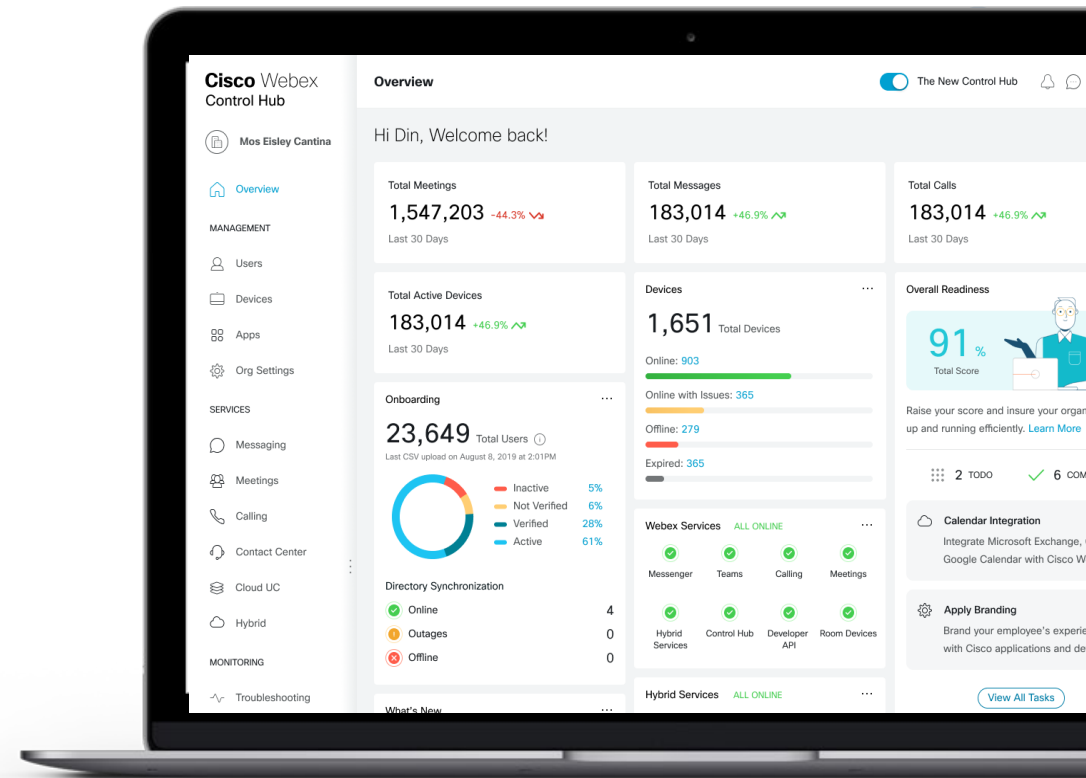 Cisco Webex
Control Hub
Mos Eisley Cantina
Overview
MANAGEMENT
Users
Devices
Apps
Org Settings
SERVICES
Messaging
Meetings
Calling
Contact Center
Cloud UC
Hybrid
MONITORING
Troubleshooting
Overview
The New Control Hub
Hi Din, Welcome back!
Total Meetings
1,547,203 -44.3%
Last 30 Days
Total Messages
183,014 +46.9%
Last 30 Days
Total Calls
183,014 +46.9%
Last 30 Days
Total Active Devices
183,014 +46.9%
Last 30 Days
Onboarding
23,649 Total Users
Last CSV upload on August 8, 2019 at 2:01PM
Inactive 5%
Not Verified 6%
Verified 28%
Active 61%
Directory Synchronization
Online 4
Outages 0
Offline 0
What's New
Devices
1,651 Total Devices
Online: 903
Online with Issues: 365
Offline: 279
Expired: 365
Webex Services ALL ONLINE
Messenger Teams Calling Meetings
Hybrid Control Hub Developer Room Devices
Services API
Hybrid Services ALL ONLINE
Overall Readiness
91 %
Total Score
Raise your score and insure your organ
up and running efficiently. Learn More
2 TODO 6 COM
Calendar Integration
Integrate Microsoft Exchange,
Google Calendar with Cisco W
Apply Branding
Brand your employee's experie
with Cisco applications and de
View All Tasks